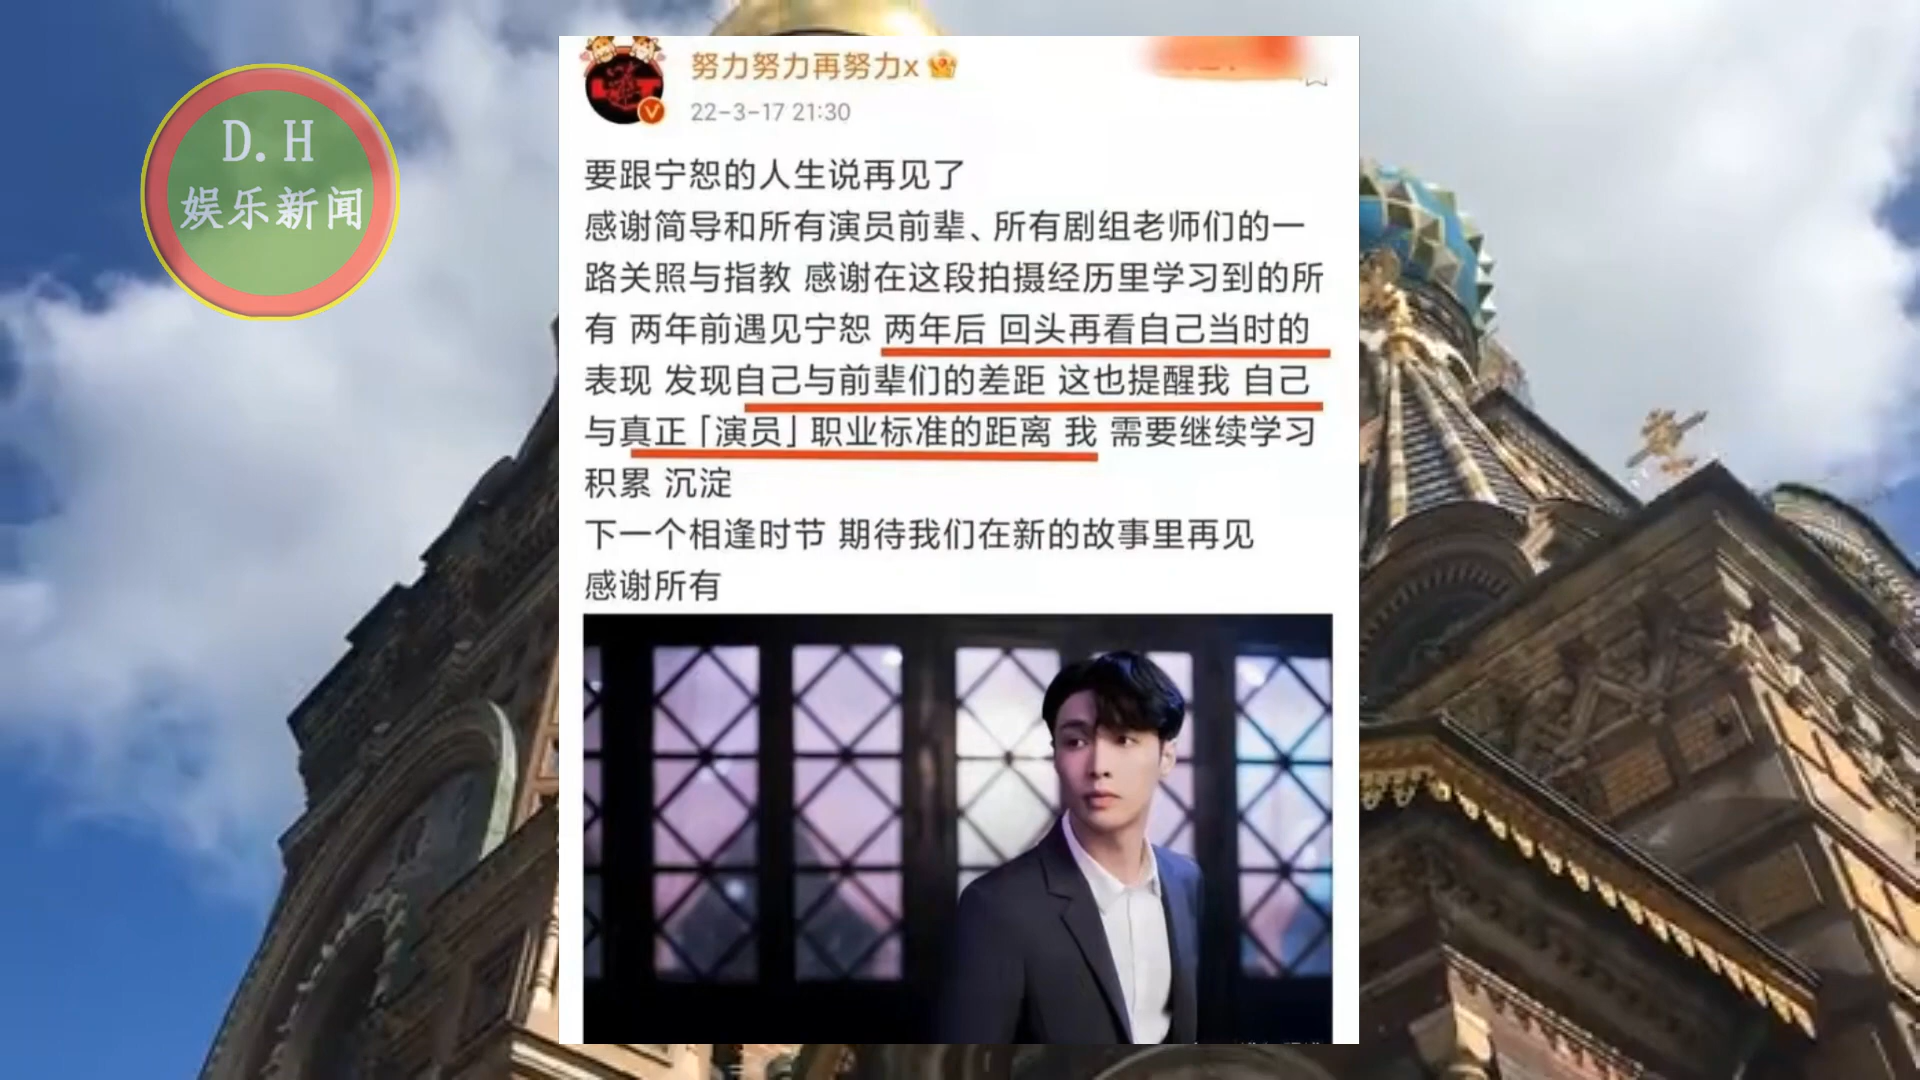 D.H
娱乐新闻
努力努力再努力x
22-3-17 21:30
要跟宁恕的人生说再见了
感谢简导和所有演员前辈、所有剧组老师们的一
路关照与指教 感谢在这段拍摄经历里学习到的所
有 两年前遇见宁恕 两年后 回头再看自己当时的
表现 发现自己与前辈们的差距 这也提醒我 自己
与真正「演员」职业标准的距离 我 需要继续学习
积累 沉淀
下一个相逢时节 期待我们在新的故事里再见
感谢所有